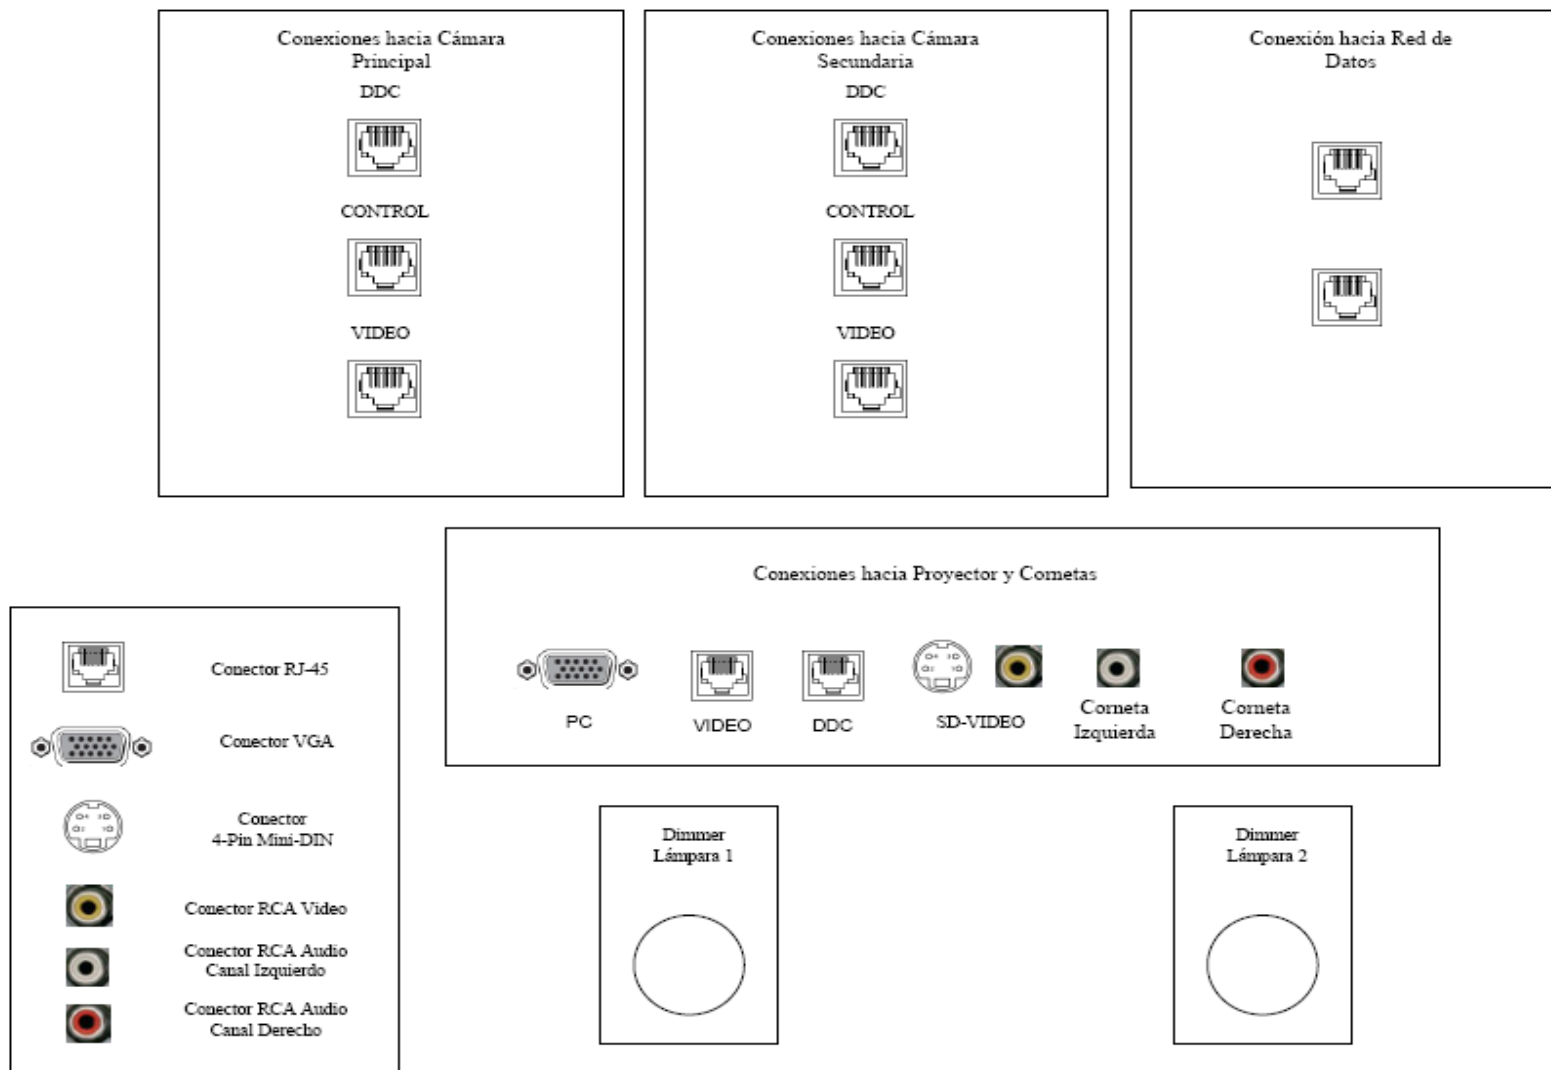 Conexiones hacia Cámara
Principal
DDC
CONTROL
VIDEO
Conexiones hacia Cámara
Secundaria
DDC
CONTROL
VIDEO
Conexión hacia Red de
Datos
Conexiones hacia Proyector y Cornetas
PC
VIDEO
DDC
SD-VIDEO
Corneta
Izquierda
Corneta
Derecha
Conector RJ-45
Conector VGA
Conector
4-Pin Mini-DIN
Conector RCA Video
Conector RCA Audio
Canal Izquierdo
Conector RCA Audio
Canal Derecho
Dimmer
Lámpara 1
Dimmer
Lámpara 2